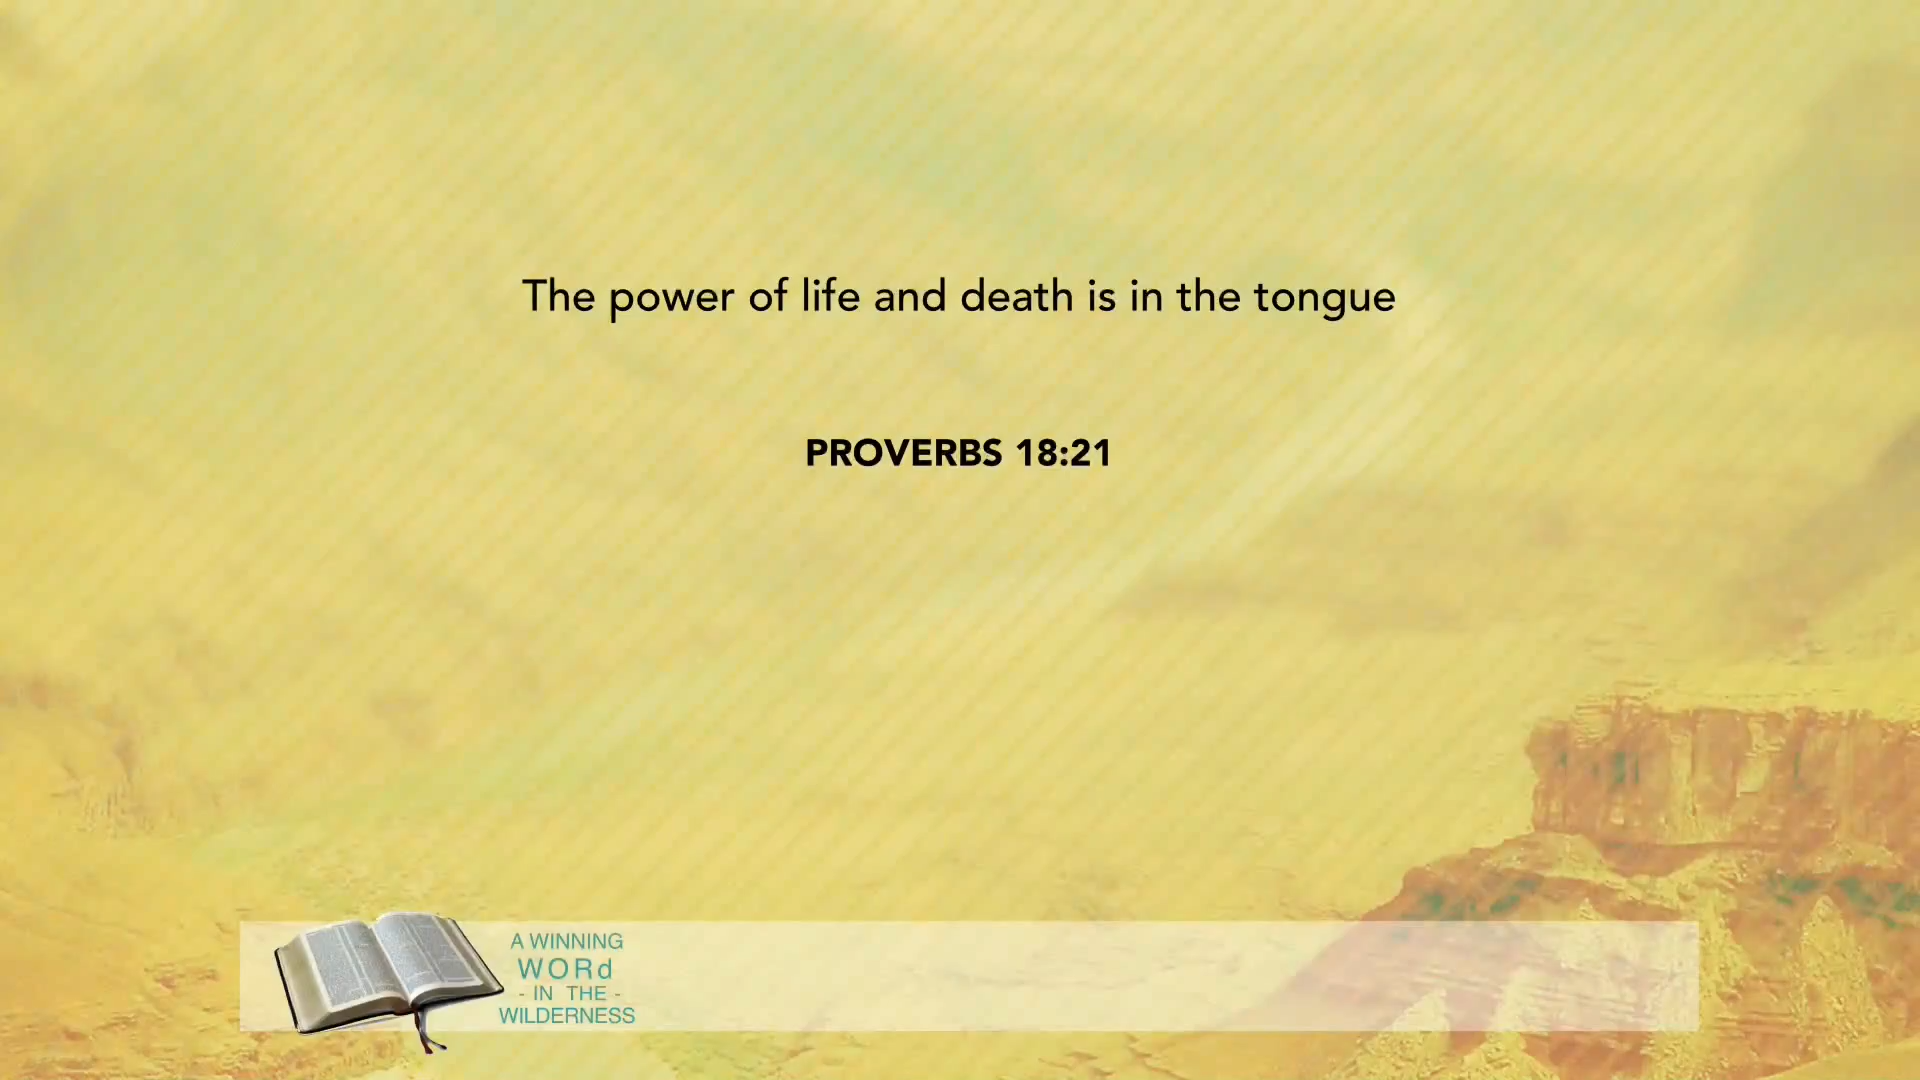 The power of life and death is in the tongue
PROVERBS 18:21
A WINNING
WORd
- IN THE -
WILDERNESS